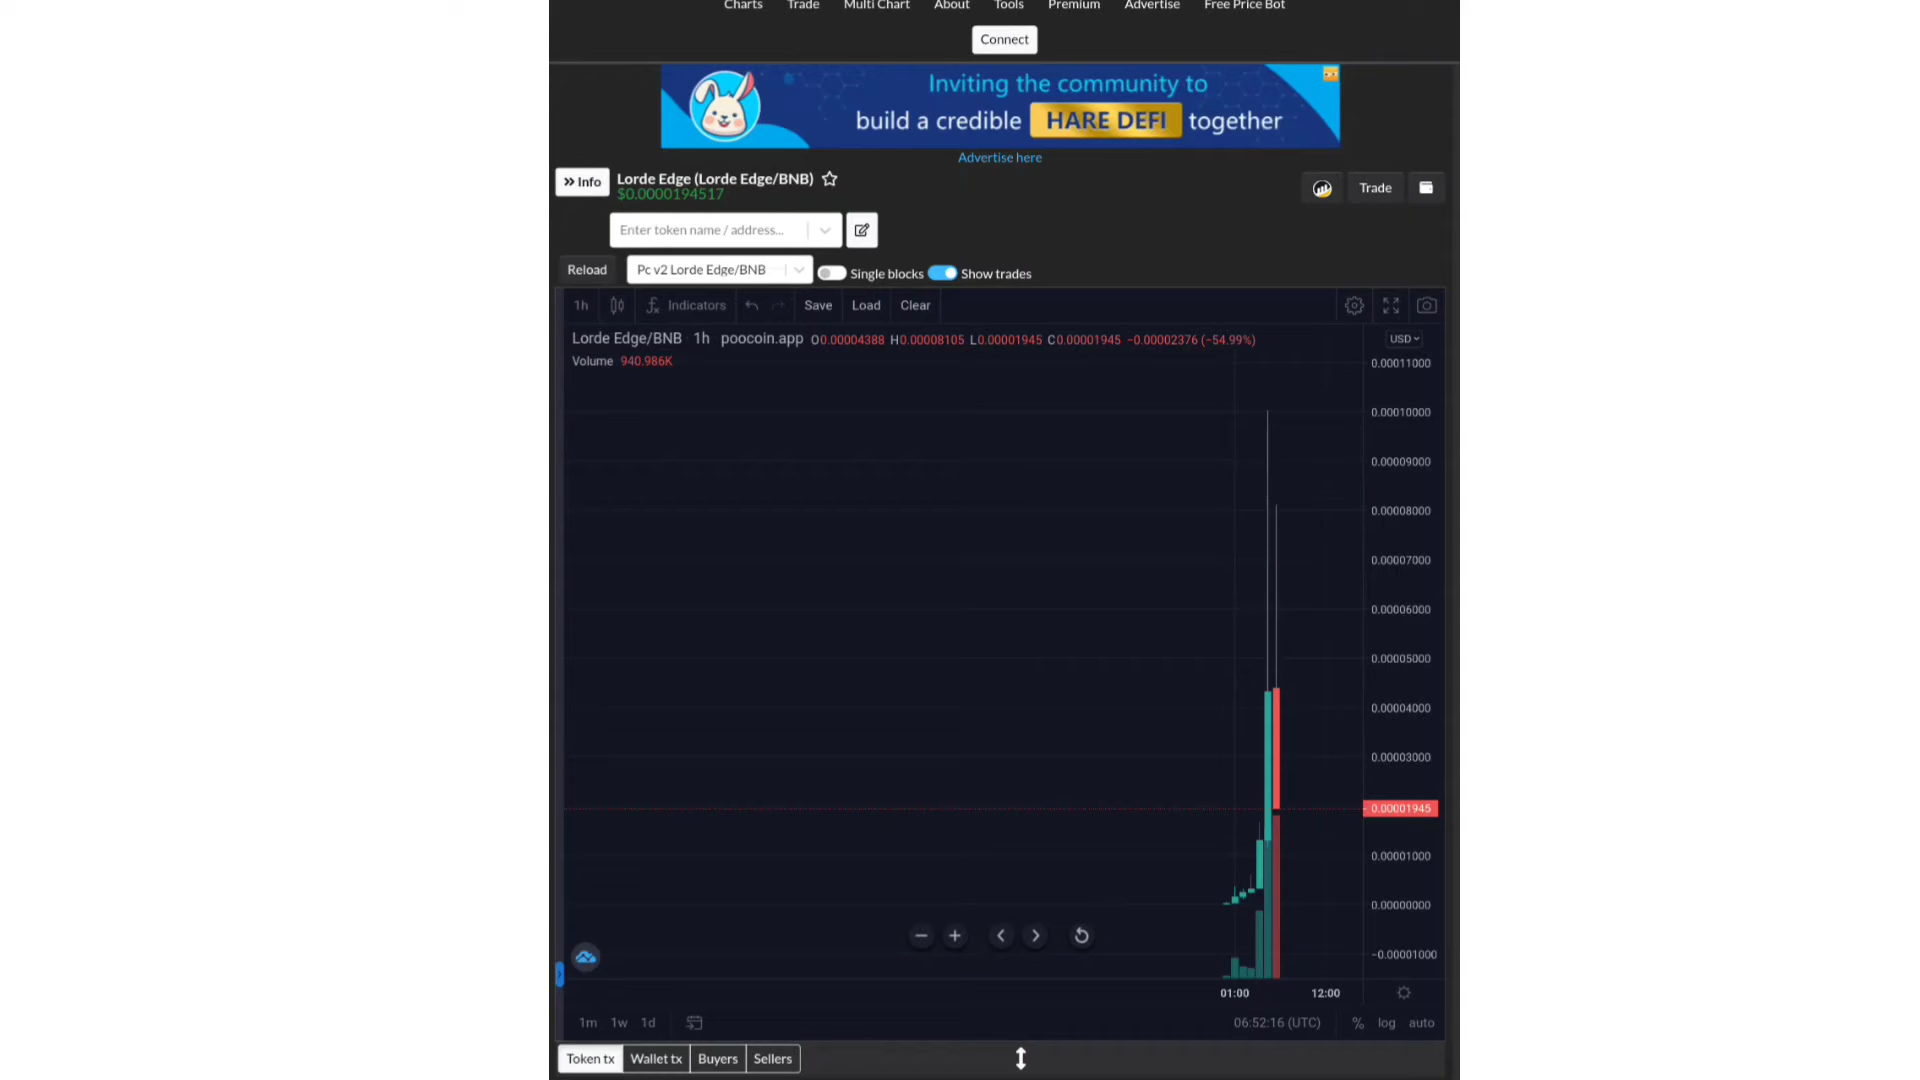 Charts Trade Multi Chart About Tools Premium Advertise Free Price Bot
Connect
Inviting the community to
build a credible HARE DEFI together
Advertise here
» Info
Lorde Edge (Lorde Edge/BNB)
$0.0000194517
Trade
Enter token name / address...
Reload
Pc v2 Lorde Edge/BNB
Single blocks
Show trades
1h
Indicators
Save
Load
Clear
Lorde Edge/BNB 1h poocoin.app O0.00004388 H0.00008105 L0.00001945 C0.00001945 −0.00002376 (−54.99%)
USD
Volume 940.986K
0.00011000
0.00010000
0.00009000
0.00008000
0.00007000
0.00006000
0.00005000
0.00004000
0.00003000
0.00001945
0.00001000
0.00000000
−0.00001000
01:00
12:00
1m 1w 1d
06:52:16 (UTC)
% log auto
Token tx
Wallet tx
Buyers
Sellers